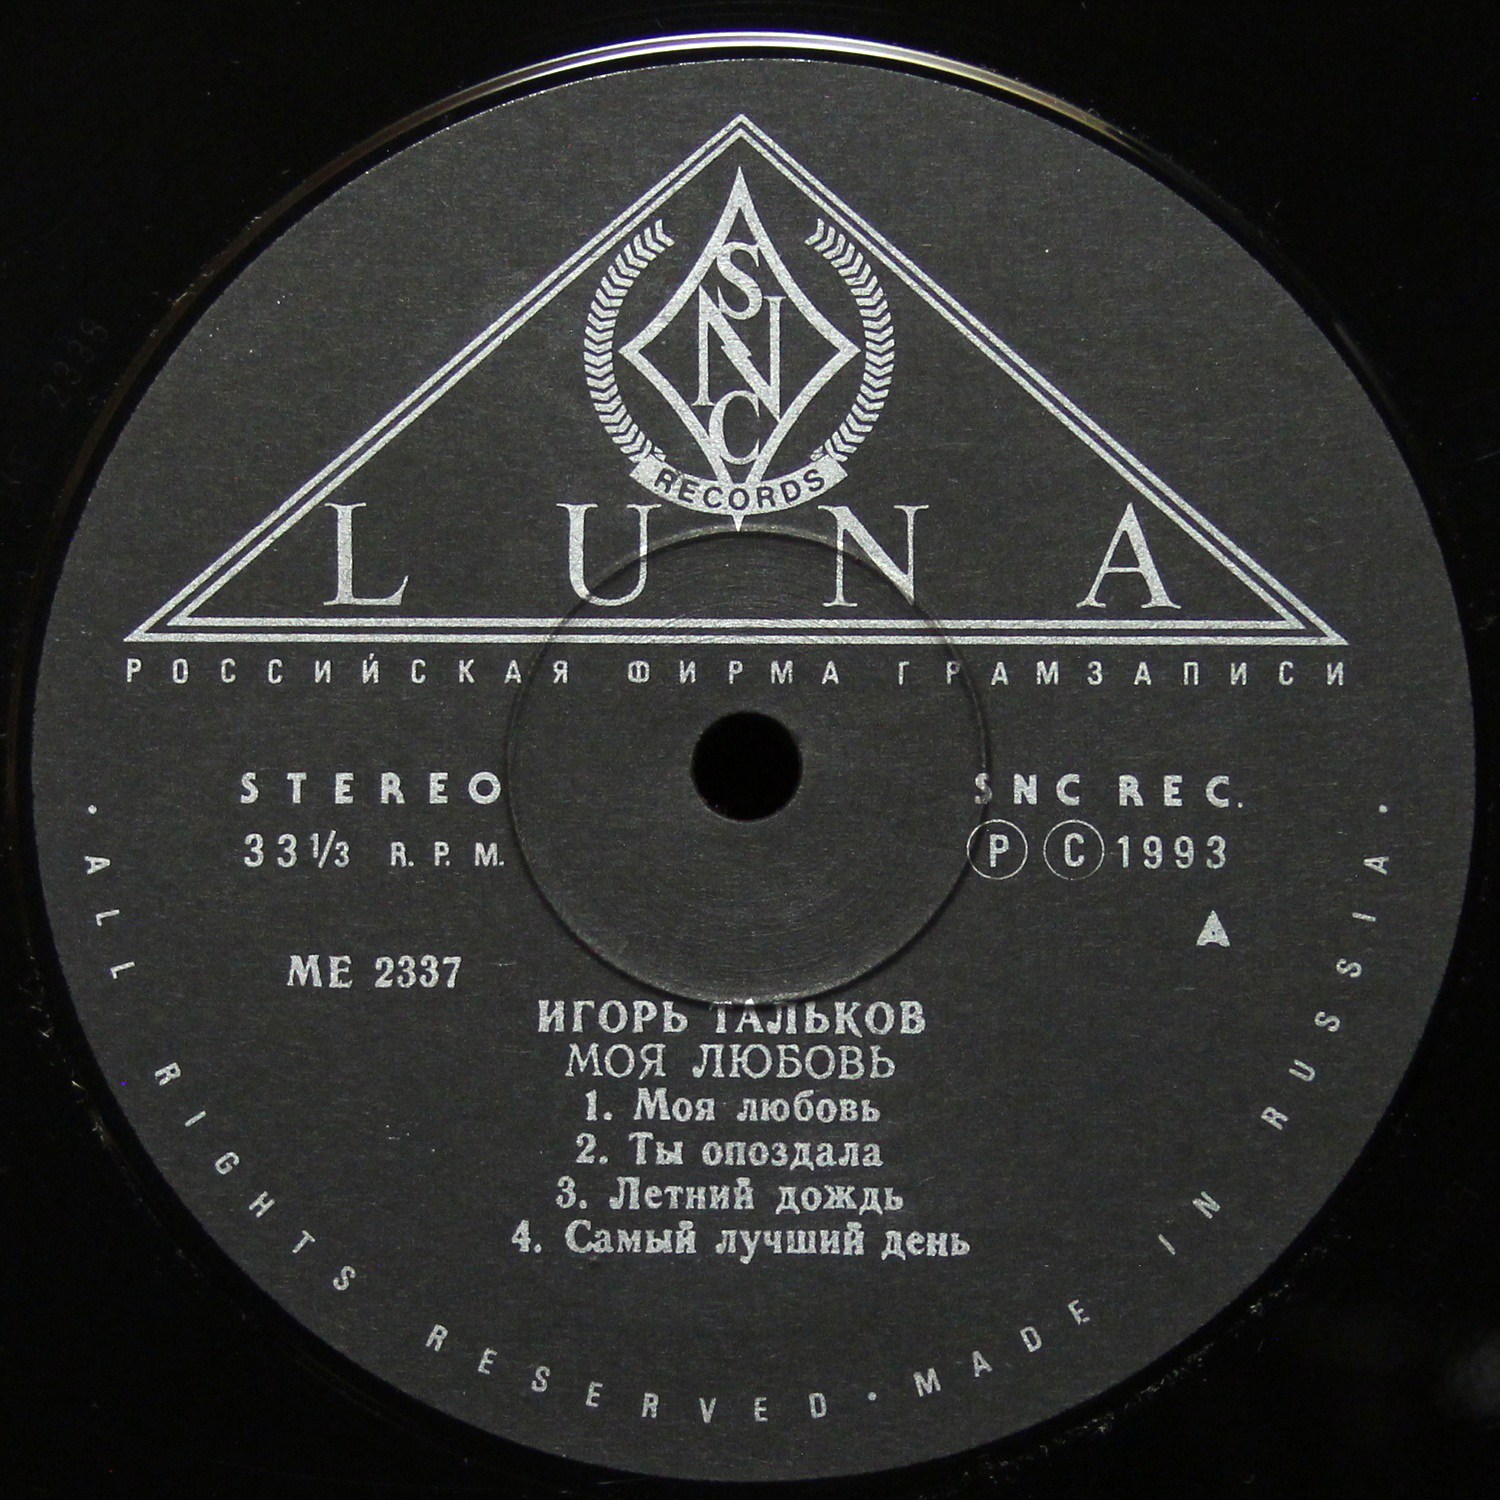 SNC
RECORDS
LUNA
РОССИЙСКАЯ ФИРМА ГРАМЗАПИСИ
STEREO
SNC REC.
33 1/3 R. P. M.
Ⓟ Ⓒ 1993
A
ME 2337
ИГОРЬ ТАЛЬКОВ
МОЯ ЛЮБОВЬ
1. Моя любовь
2. Ты опоздала
3. Летний дождь
4. Самый лучший день
· ALL RIGHTS RESERVED · MADE IN RUSSIA ·